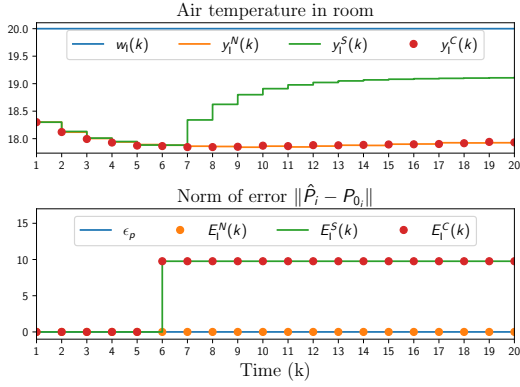 Air temperature in room
20.0
19.5
19.0
18.5
18.0
w_I(k) y_I^N(k) y_I^S(k) y_I^C(k)
1 2 3 4 5 6 7 8 9 10 11 12 13 14 15 16 17 18 19 20
Norm of error ‖P̂_i − P_{0_i}‖
15
10
5
0
ϵ_p E_I^N(k) E_I^S(k) E_I^C(k)
1 2 3 4 5 6 7 8 9 10 11 12 13 14 15 16 17 18 19 20
Time (k)